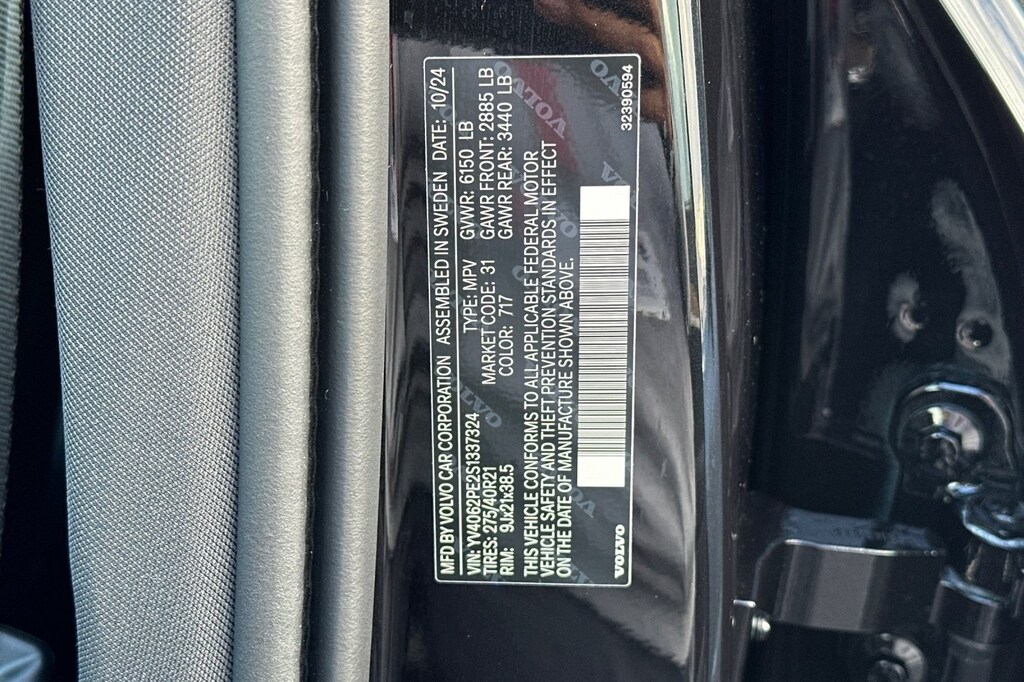 MFD BY VOLVO CAR CORPORATION ASSEMBLED IN SWEDEN DATE: 10/24
VIN: YV4062PE2S1337324 TYPE: MPV GVWR: 6150 LB
TIRES: 275/40R21 MARKET CODE: 31 GAWR FRONT: 2885 LB
RIM: 9Jx21x38.5 COLOR: 717 GAWR REAR: 3440 LB
THIS VEHICLE CONFORMS TO ALL APPLICABLE FEDERAL MOTOR
VEHICLE SAFETY AND THEFT PREVENTION STANDARDS IN EFFECT
ON THE DATE OF MANUFACTURE SHOWN ABOVE.
VOLVO 32390594